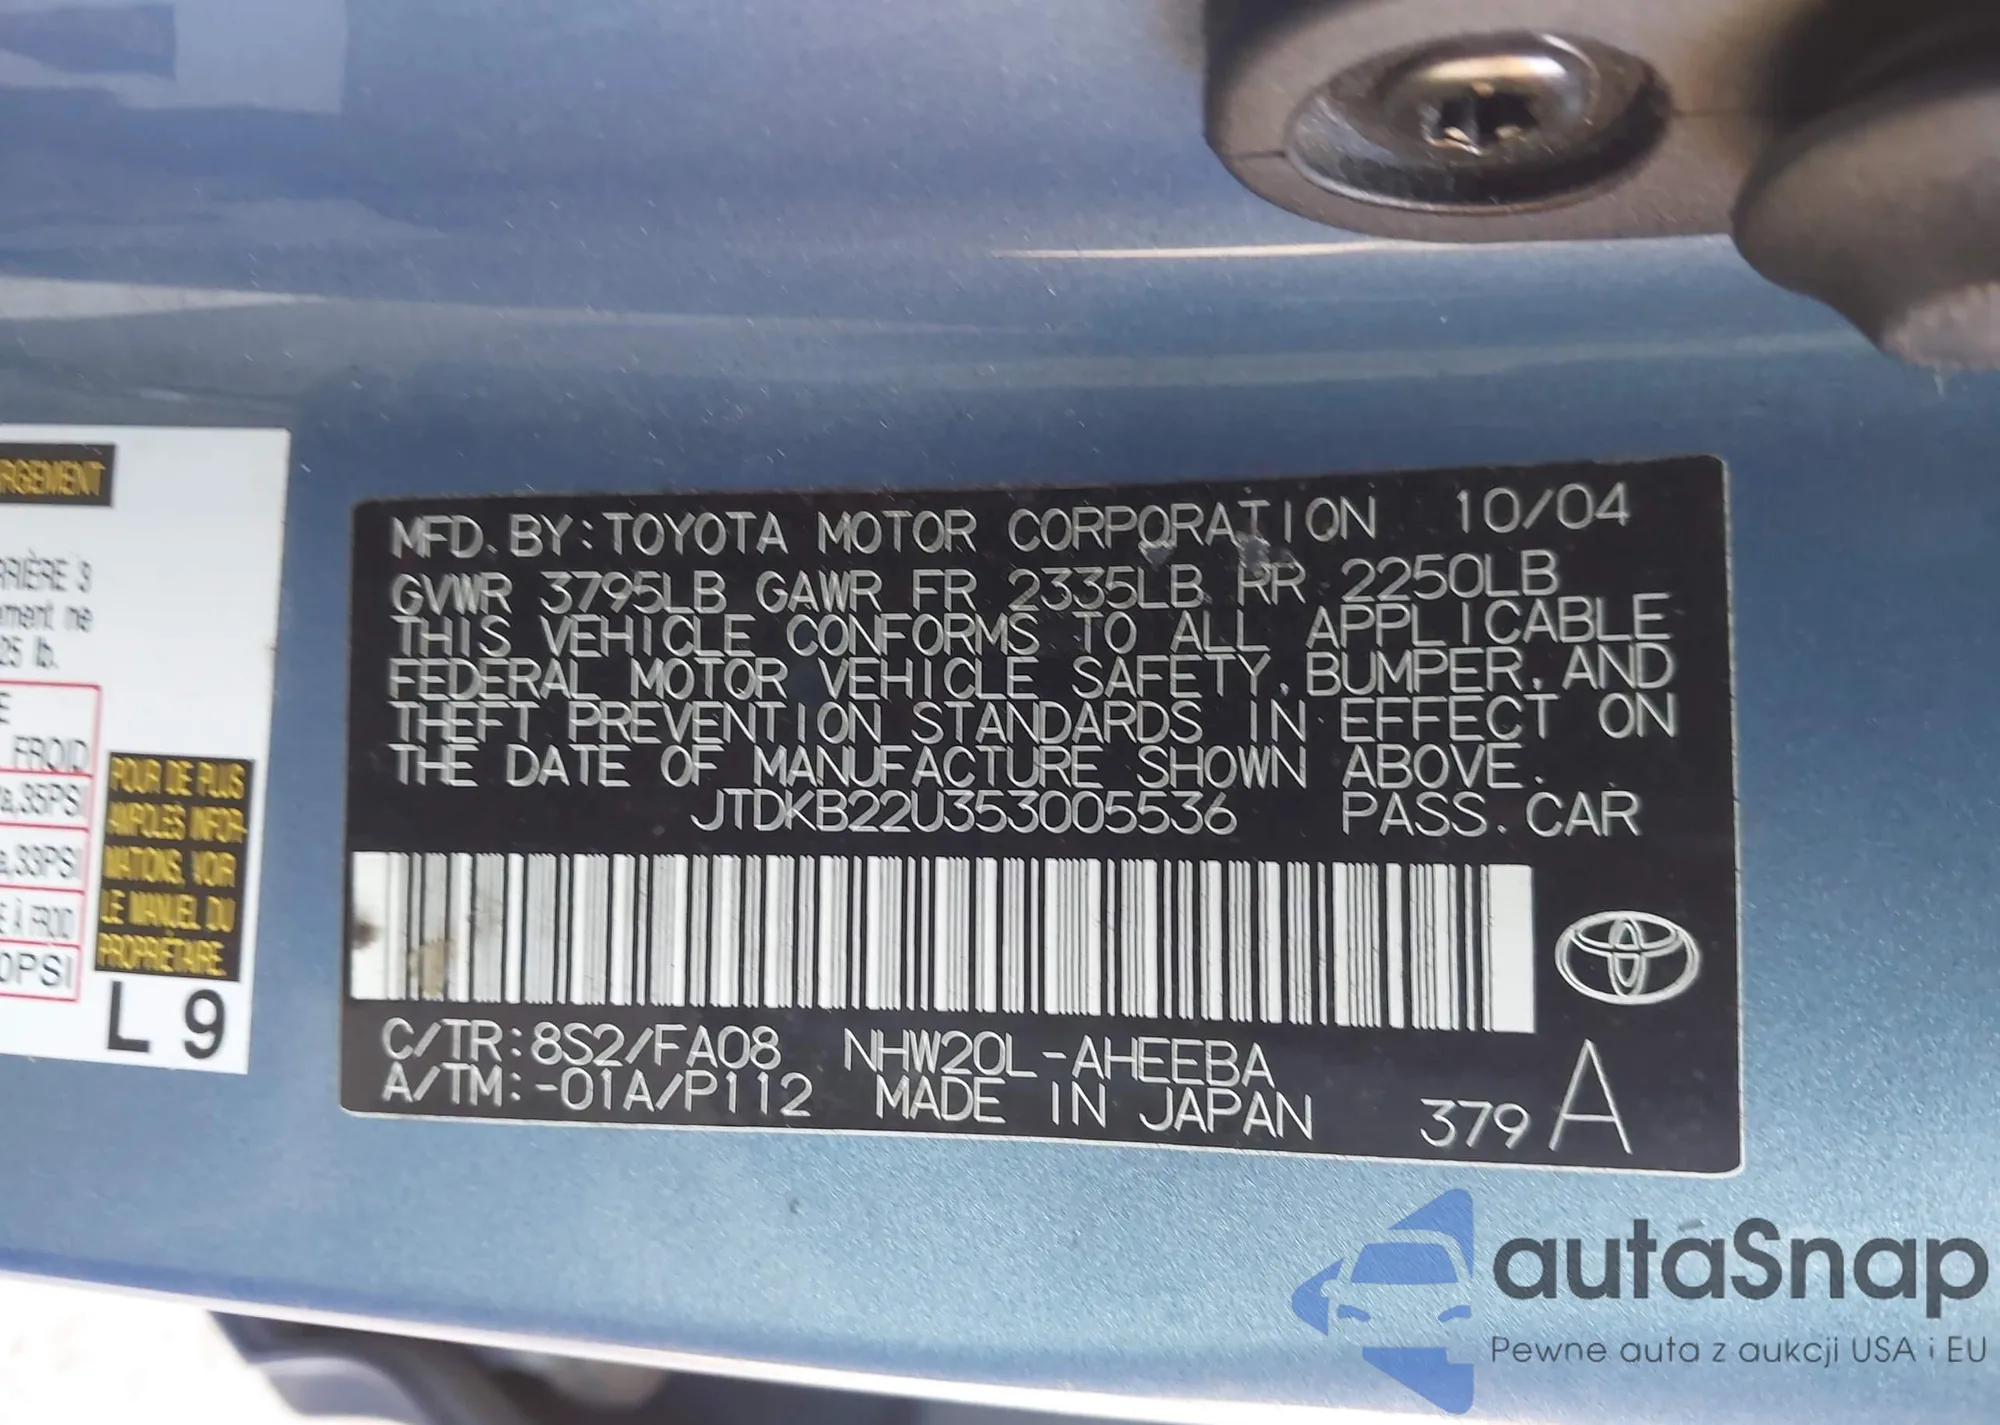 MFD. BY: TOYOTA MOTOR CORPORATION 10/04
GVWR 3795LB GAWR FR 2335LB RR 2250LB
THIS VEHICLE CONFORMS TO ALL APPLICABLE
FEDERAL MOTOR VEHICLE SAFETY, BUMPER, AND
THEFT PREVENTION STANDARDS IN EFFECT ON
THE DATE OF MANUFACTURE SHOWN ABOVE.
JTDKB22U353005536 PASS. CAR
C/TR: 8S2/FA08 NHW20L-AHEEBA
A/TM: -01A/P112 MADE IN JAPAN 379 A
RGEMENT
RRIÈRE 3
ement ne
25 lb.
E
FROID
a,35PSI
a,33PSI
E À FROID
0PSI
POUR DE PLUS
AMPLES INFOR-
MATIONS, VOIR
LE MANUEL DU
PROPRIÉTAIRE.
L 9
autaSnap
Pewne auta z aukcji USA i EU